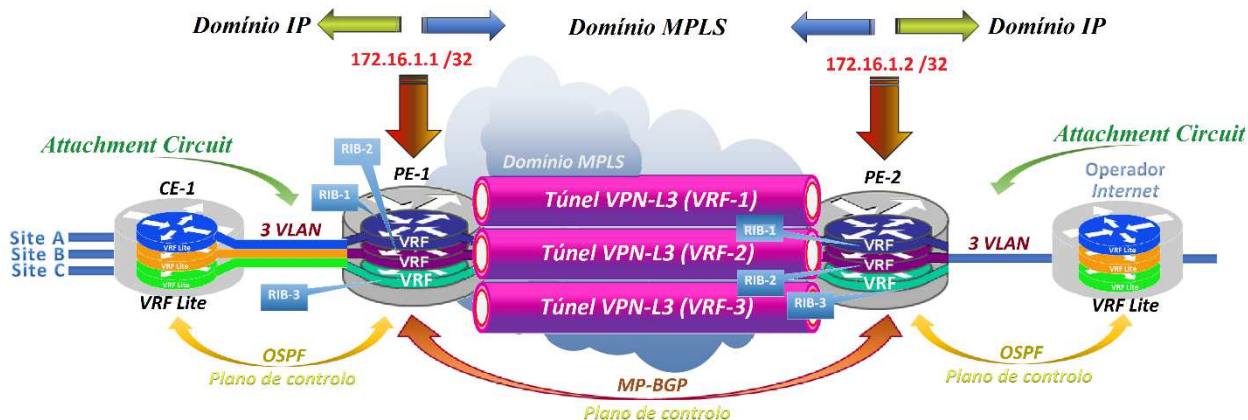 Domínio IP
Domínio MPLS
Domínio IP
172.16.1.1 /32
172.16.1.2 /32
Attachment Circuit
Attachment Circuit
RIB-2
PE-1
Domínio MPLS
PE-2
Operador
Internet
CE-1
RIB-1
Túnel VPN-L3 (VRF-1)
RIB-1
3 VLAN
3 VLAN
Site A
Site B
Site C
VRF Lite
VRF Lite
VRF Lite
VRF
VRF
VRF
Túnel VPN-L3 (VRF-2)
VRF
VRF
VRF
VRF Lite
VRF Lite
VRF Lite
RIB-2
RIB-3
Túnel VPN-L3 (VRF-3)
RIB-3
VRF Lite
VRF Lite
OSPF
Plano de controlo
MP-BGP
Plano de controlo
OSPF
Plano de controlo